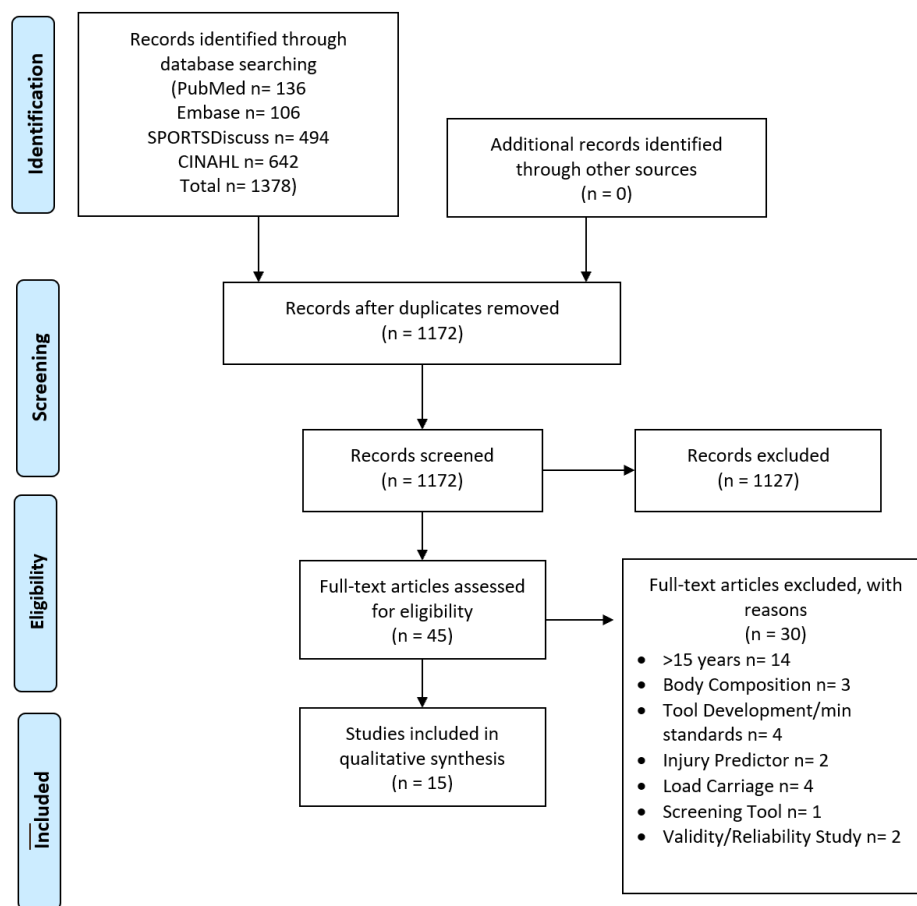 Identification
Records identified through
database searching
(PubMed n= 136
Embase n= 106
SPORTSDiscuss n= 494
CINAHL n= 642
Total n= 1378)
Additional records identified
through other sources
(n = 0)
Screening
Records after duplicates removed
(n = 1172)
Records screened
(n = 1172)
Records excluded
(n = 1127)
Eligibility
Full-text articles assessed
for eligibility
(n = 45)
Full-text articles excluded, with
reasons
(n = 30)
• >15 years n= 14
• Body Composition n= 3
• Tool Development/min
standards n= 4
• Injury Predictor n= 2
• Load Carriage n= 4
• Screening Tool n= 1
• Validity/Reliability Study n= 2
Included
Studies included in
qualitative synthesis
(n = 15)